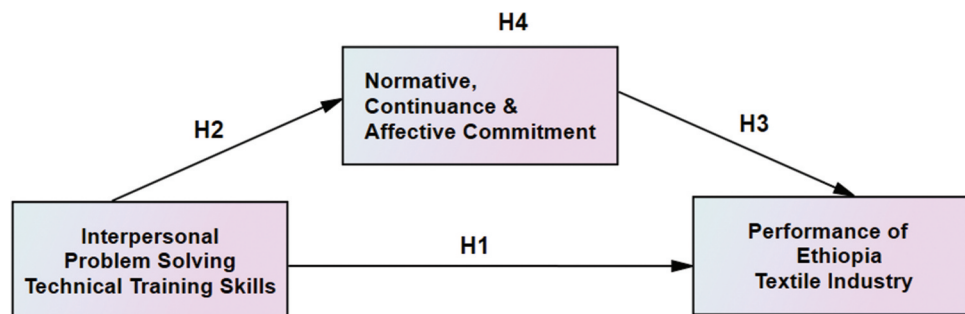 H4
Normative,
Continuance &
Affective Commitment
H2
H3
Interpersonal
Problem Solving
Technical Training Skills
H1
Performance of
Ethiopia
Textile Industry